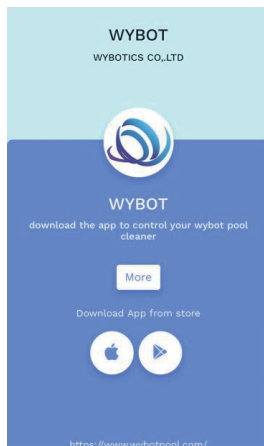 WYBOT
WYBOTICS CO,.LTD
WYBOT
download the app to control your wybot pool
cleaner
More
Download App from store
https://www.wybotpool.com/